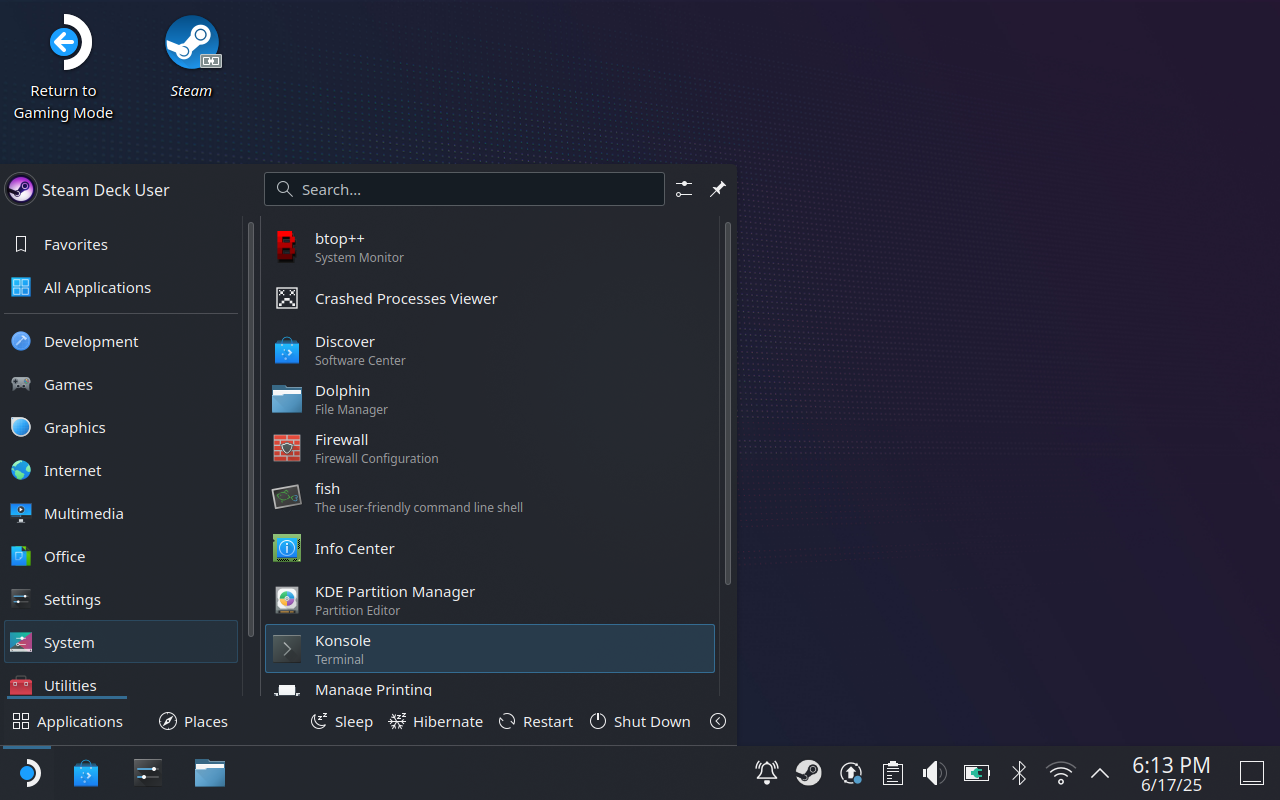 Return to
Gaming Mode
Steam
Steam Deck User
Search...
Favorites
All Applications
Development
Games
Graphics
Internet
Multimedia
Office
Settings
System
Utilities
btop++
System Monitor
Crashed Processes Viewer
Discover
Software Center
Dolphin
File Manager
Firewall
Firewall Configuration
fish
The user-friendly command line shell
Info Center
KDE Partition Manager
Partition Editor
Konsole
Terminal
Manage Printing
Applications
Places
Sleep
Hibernate
Restart
Shut Down
6:13 PM
6/17/25